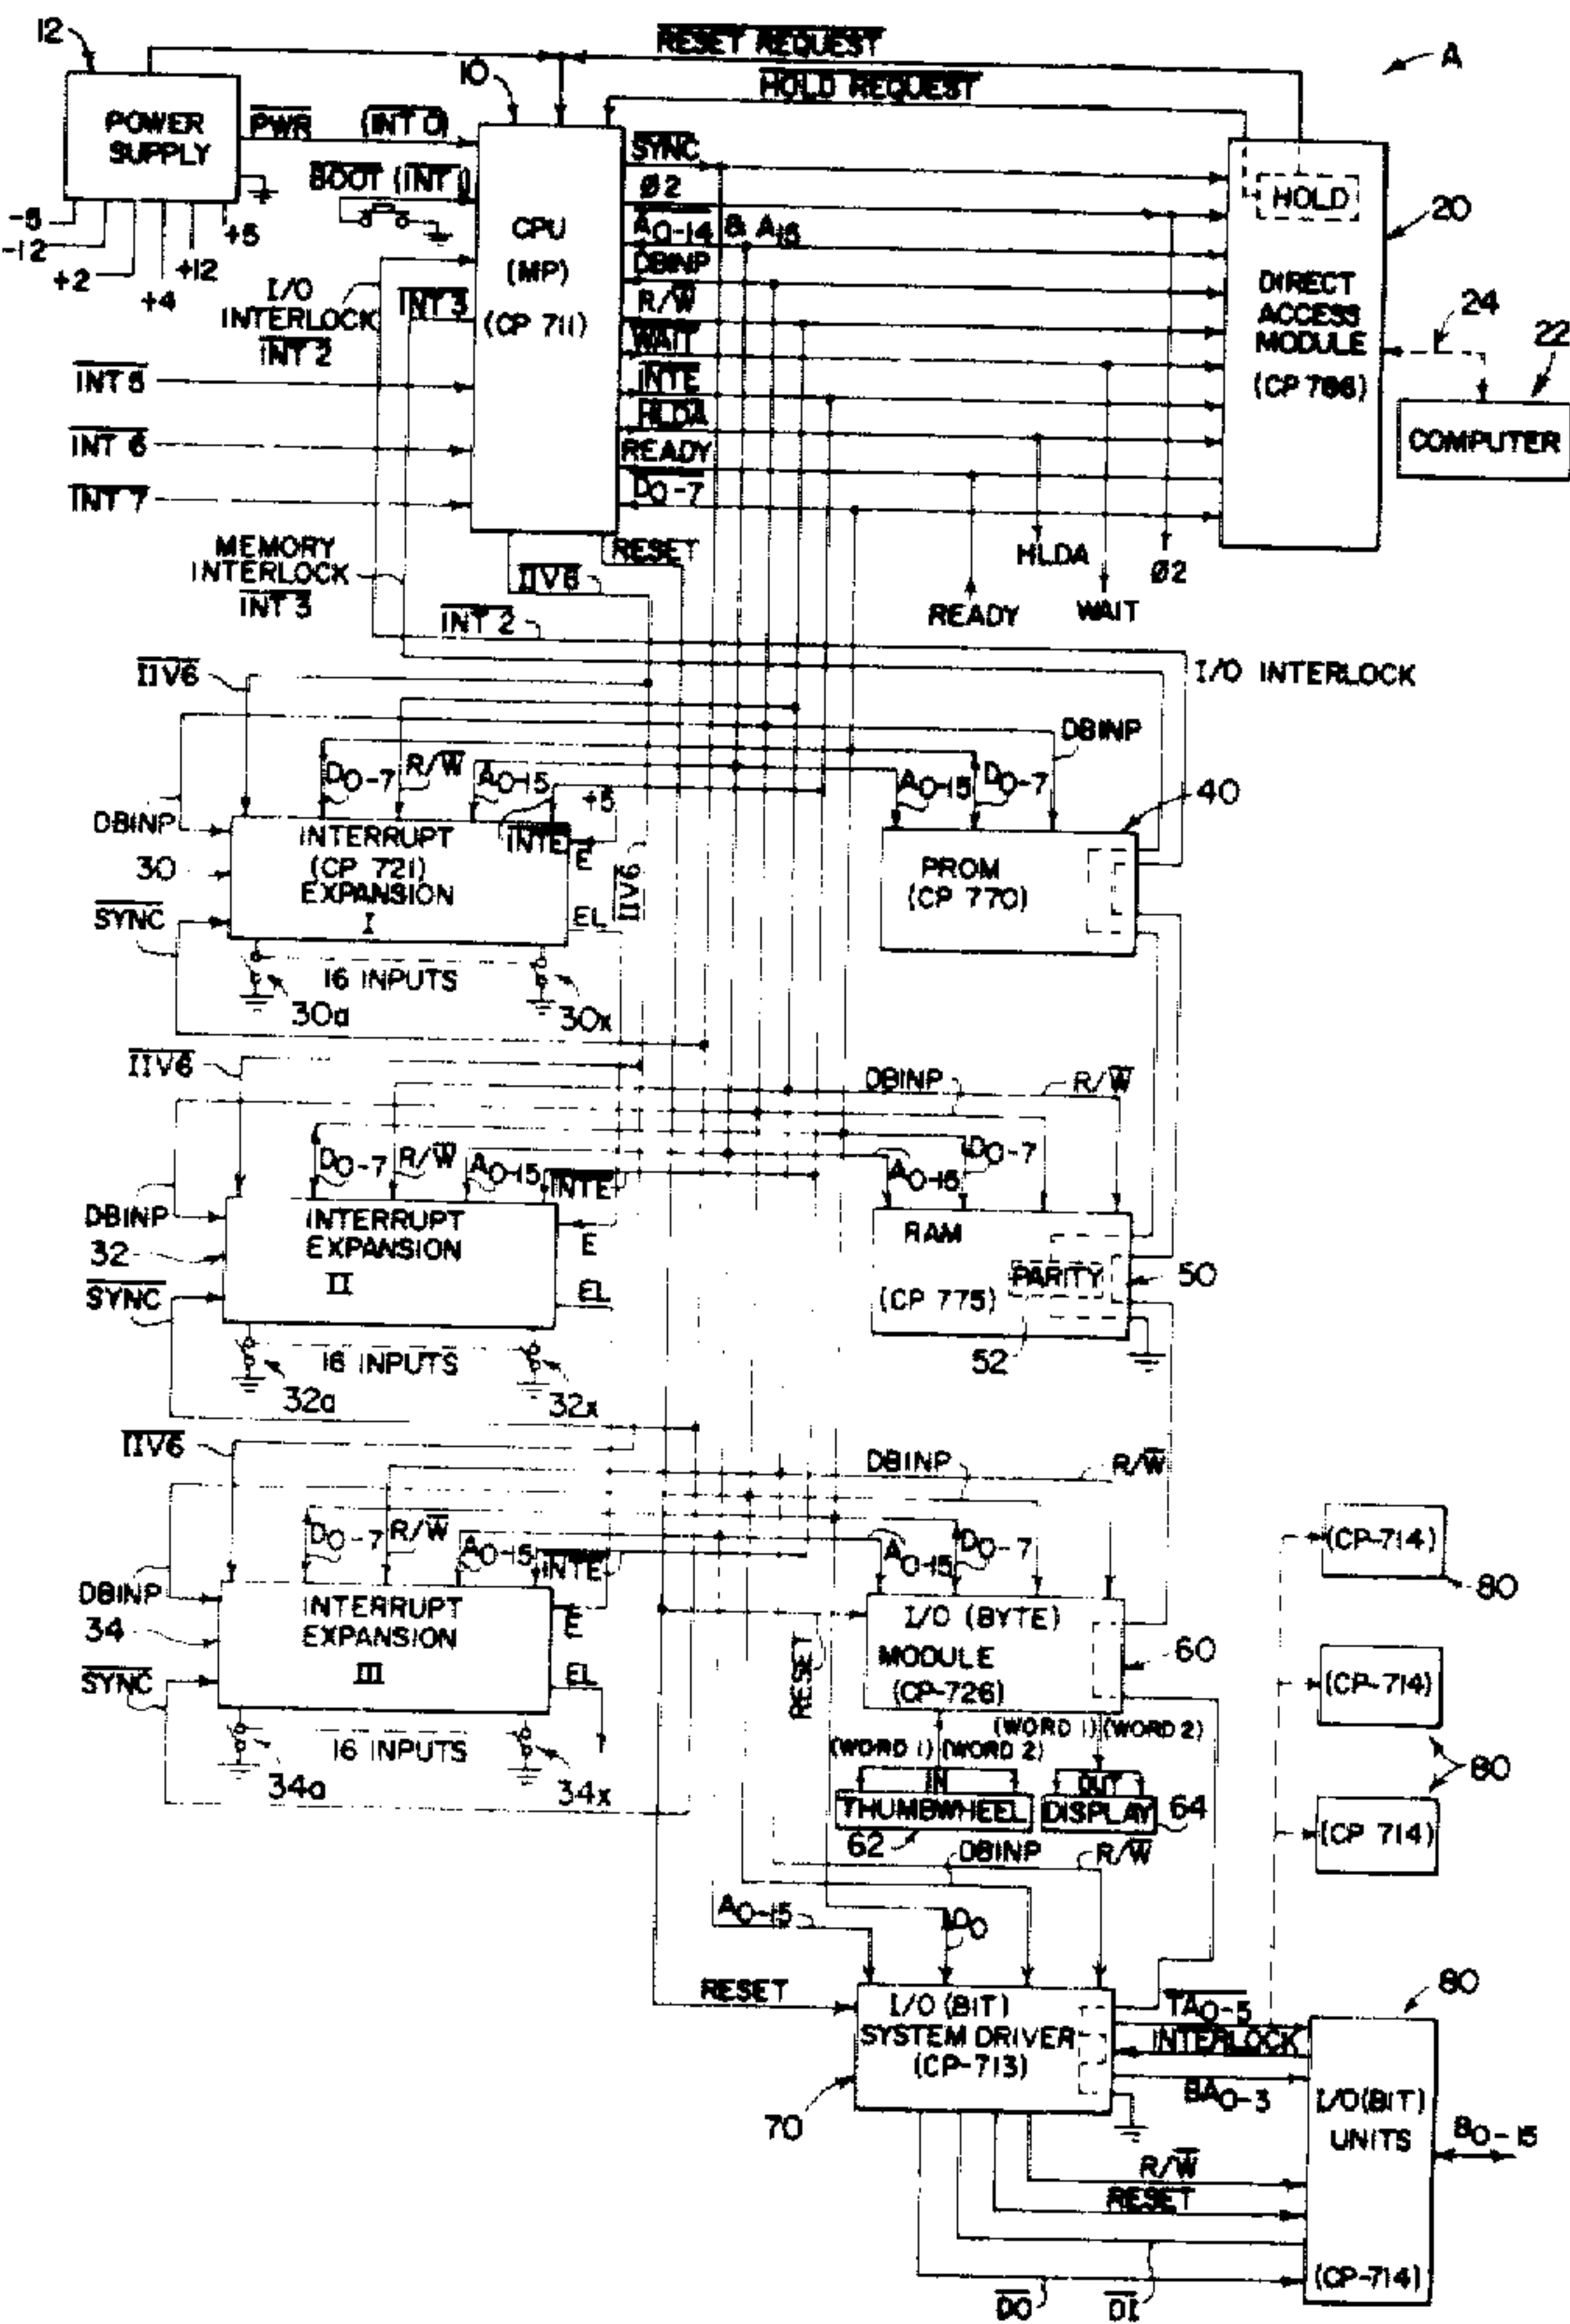 12
RESET REQUEST
A
10
HOLD REQUEST
POWER SUPPLY
PWR
(INT 0)
SYNC
BOOT (INT 1)
Ø2
HOLD
20
-5
-12
+2
+4
+12
+5
CPU
(MP)
(CP 711)
A0-14 & A15
DBINP
R/W
WAIT
INTE
HLDA
READY
D0-7
DIRECT
ACCESS
MODULE
(CP 786)
24
22
COMPUTER
I/O
INTERLOCK
INT 2
INT 3
INT 5
INT 6
INT 7
MEMORY
INTERLOCK
INT 3
RESET
IIV6
INT 2
HLDA
Ø2
READY
WAIT
I/O INTERLOCK
IIV6
DBINP
D0-7
R/W
A0-15
+5
A0-15
D0-7
40
DBINP
30
SYNC
INTERRUPT
(CP 721)
EXPANSION
I
INTE
E
EL
IIV6
PROM
(CP 770)
16 INPUTS
30a
30x
IIV6
DBINP
R/W
D0-7
R/W
A0-15
INTE
A0-15
D0-7
DBINP
32
SYNC
INTERRUPT
EXPANSION
II
E
EL
RAM
PARITY
(CP 775)
50
52
16 INPUTS
32a
32x
IIV6
DBINP
R/W
D0-7
R/W
A0-15
INTE
A0-15
D0-7
(CP-714)
80
DBINP
34
SYNC
INTERRUPT
EXPANSION
III
E
EL
RESET
I/O (BYTE)
MODULE
(CP-726)
60
(CP-714)
16 INPUTS
34a
34x
(WORD 1) (WORD 2)
(WORD 1) (WORD 2)
IN
OUT
THUMBWHEEL
DISPLAY
64
62
80
(CP 714)
DBINP
R/W
A0-15
D0
RESET
I/O (BIT)
SYSTEM DRIVER
(CP-713)
70
TA0-5
INTERLOCK
BA0-3
80
I/O (BIT)
UNITS
B0-15
R/W
RESET
(CP-714)
DO
DI